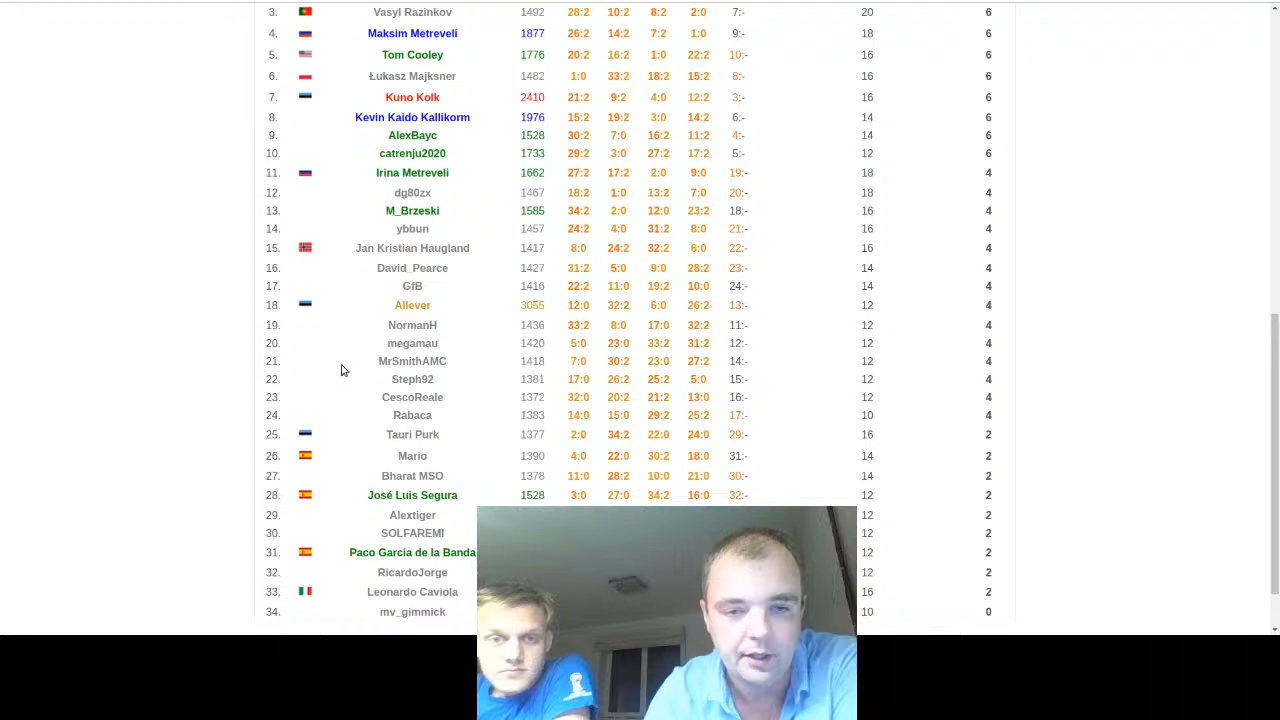 3. Vasyl Razinkov 1492 28:2 10:2 8:2 2:0 7:- 20 6
4. Maksim Metreveli 1877 26:2 14:2 7:2 1:0 9:- 18 6
5. Tom Cooley 1776 20:2 16:2 1:0 22:2 10:- 16 6
6. Łukasz Majksner 1482 1:0 33:2 18:2 15:2 8:- 16 6
7. Kuno Kolk 2410 21:2 9:2 4:0 12:2 3:- 16 6
8. Kevin Kaido Kallikorm 1976 15:2 19:2 3:0 14:2 6:- 14 6
9. AlexBayc 1528 30:2 7:0 16:2 11:2 4:- 14 6
10. catrenju2020 1733 29:2 3:0 27:2 17:2 5:- 12 6
11. Irina Metreveli 1662 27:2 17:2 2:0 9:0 19:- 18 4
12. dg80zx 1467 18:2 1:0 13:2 7:0 20:- 18 4
13. M_Brzeski 1585 34:2 2:0 12:0 23:2 18:- 16 4
14. ybbun 1457 24:2 4:0 31:2 8:0 21:- 16 4
15. Jan Kristian Haugland 1417 8:0 24:2 32:2 6:0 22:- 16 4
16. David_Pearce 1427 31:2 5:0 9:0 28:2 23:- 14 4
17. GfB 1416 22:2 11:0 19:2 10:0 24:- 14 4
18. Allever 3055 12:0 32:2 6:0 26:2 13:- 12 4
19. NormanH 1436 33:2 8:0 17:0 32:2 11:- 12 4
20. megamau 1420 5:0 23:0 33:2 31:2 12:- 12 4
21. MrSmithAMC 1418 7:0 30:2 23:0 27:2 14:- 12 4
22. Steph92 1381 17:0 26:2 25:2 5:0 15:- 12 4
23. CescoReale 1372 32:0 20:2 21:2 13:0 16:- 12 4
24. Rabaca 1383 14:0 15:0 29:2 25:2 17:- 10 4
25. Tauri Purk 1377 2:0 34:2 22:0 24:0 29:- 16 2
26. Mario 1390 4:0 22:0 30:2 18:0 31:- 14 2
27. Bharat MSO 1378 11:0 28:2 10:0 21:0 30:- 14 2
28. José Luis Segura 1528 3:0 27:0 34:2 16:0 32:- 12 2
29. Alextiger 12 2
30. SOLFAREMI 12 2
31. Paco Garcia de la Banda 12 2
32. RicardoJorge 12 2
33. Leonardo Caviola 16 2
34. mv_gimmick 10 0